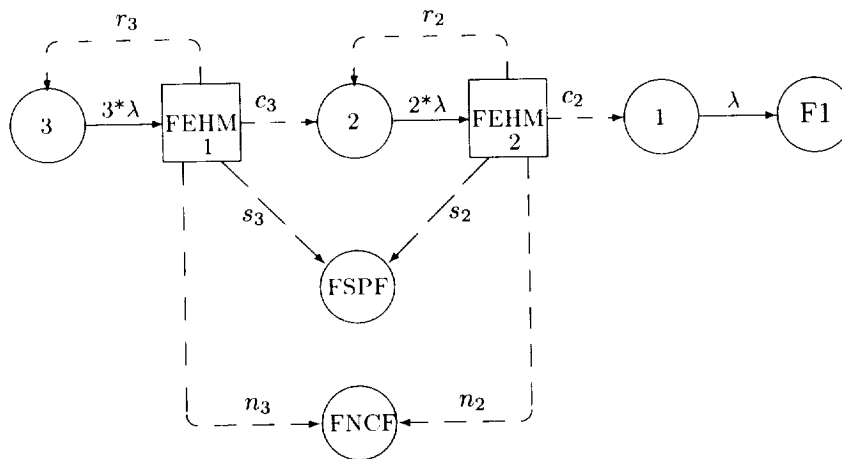 r₃
r₂
3
3*λ
FEHM
1
c₃
2
2*λ
FEHM
2
c₂
1
λ
F1
s₃
s₂
FSPF
n₃
FNCF
n₂